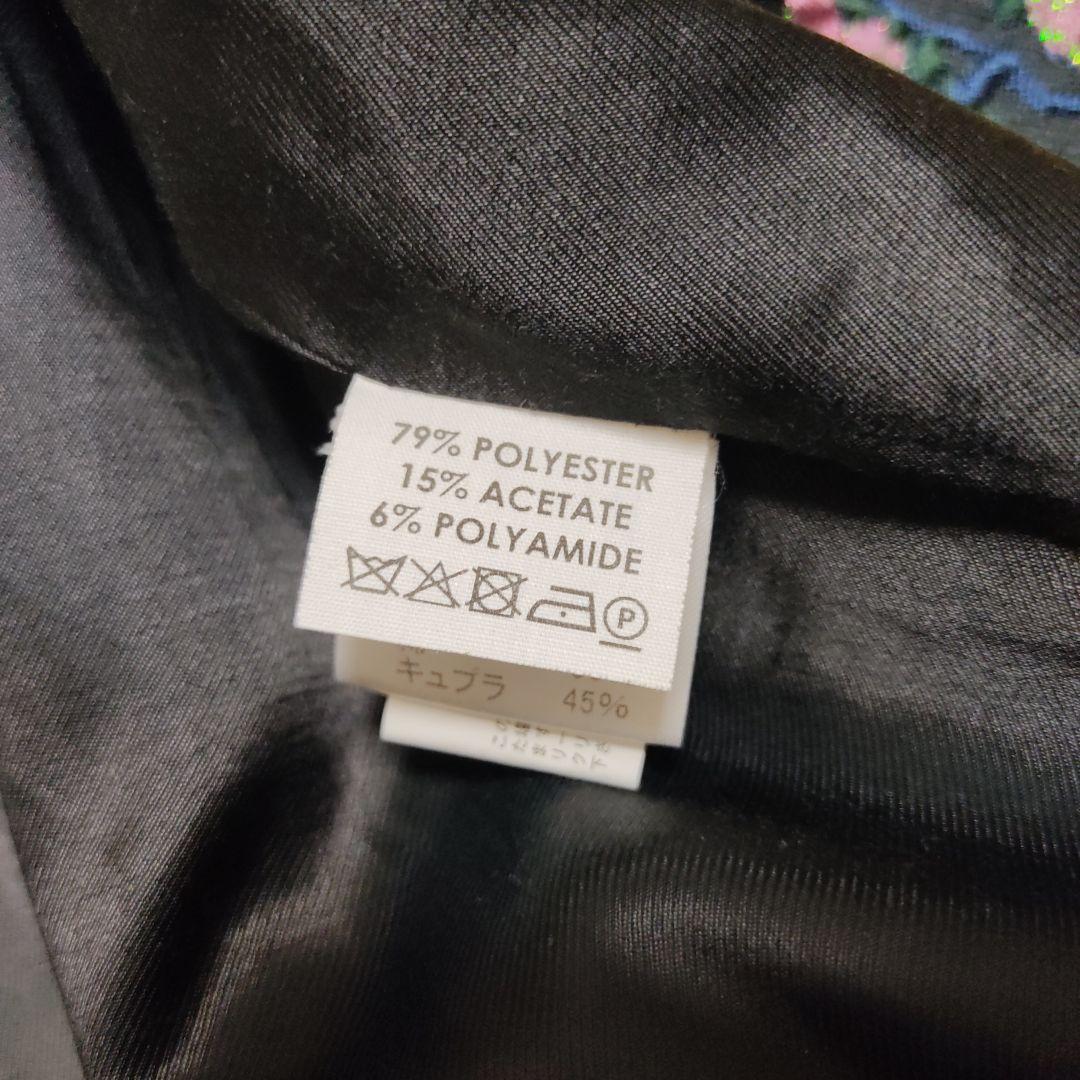 79% POLYESTER
15% ACETATE
6% POLYAMIDE
P
キュプラ 45%